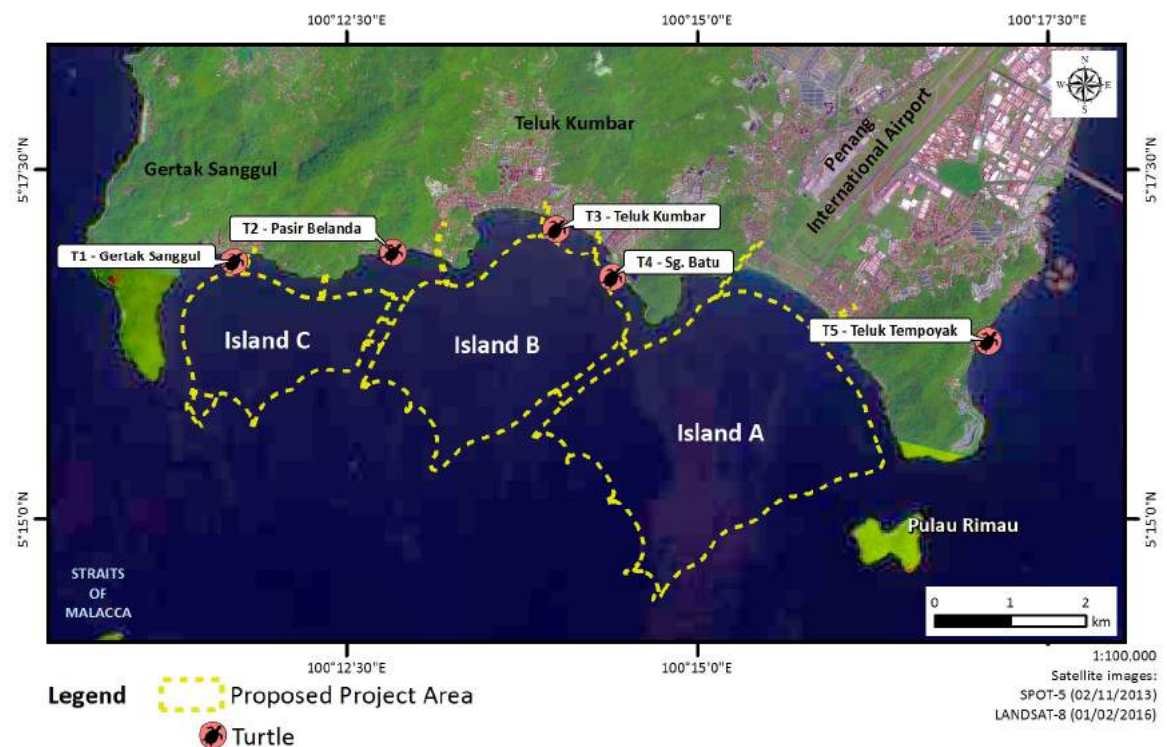 100°12'30"E
100°15'0"E
100°17'30"E
N
W E
S
Teluk Kumbar
Penang
International Airport
5°17'30"N
5°17'30"N
Gertak Sanggul
T3 - Teluk Kumbar
T2 - Pasir Belanda
T1 - Gertak Sanggul
T4 - Sg. Batu
T5 - Teluk Tempoyak
Island C
Island B
Island A
5°15'0"N
5°15'0"N
Pulau Rimau
STRAITS
OF
MALACCA
0 1 2
km
100°12'30"E
100°15'0"E
1:100,000
Satellite images:
SPOT-5 (02/11/2013)
LANDSAT-8 (01/02/2016)
Legend
Proposed Project Area
Turtle